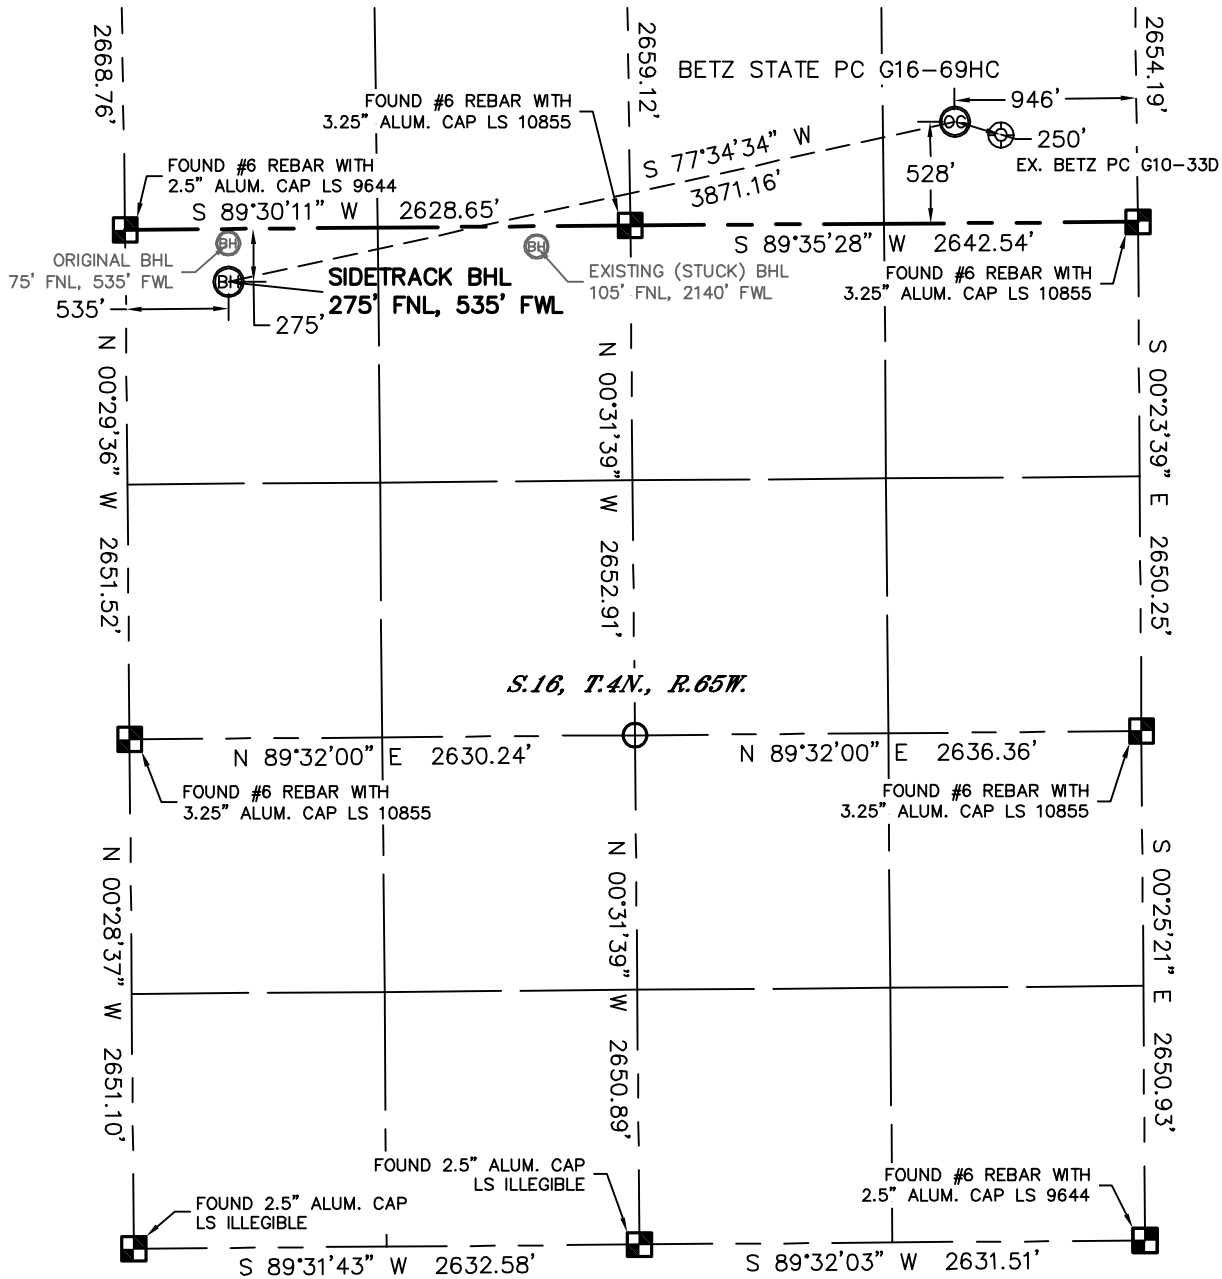 2668.76'
2659.12'
2654.19'
BETZ STATE PC G16-69HC
946'
FOUND #6 REBAR WITH
3.25" ALUM. CAP LS 10855
OG
250'
EX. BETZ PC G10-33D
528'
S 77°34'34" W
3871.16'
FOUND #6 REBAR WITH
2.5" ALUM. CAP LS 9644
S 89°30'11" W 2628.65'
S 89°35'28" W 2642.54'
BH
BH
ORIGINAL BHL
75' FNL, 535' FWL
EXISTING (STUCK) BHL
105' FNL, 2140' FWL
FOUND #6 REBAR WITH
3.25" ALUM. CAP LS 10855
BH
SIDETRACK BHL
275' FNL, 535' FWL
535'
275'
N 00°29'36" W 2651.52'
N 00°31'39" W 2652.91'
S 00°23'39" E 2650.25'
S.16, T.4N., R.65W.
N 89°32'00" E 2630.24'
N 89°32'00" E 2636.36'
FOUND #6 REBAR WITH
3.25" ALUM. CAP LS 10855
FOUND #6 REBAR WITH
3.25" ALUM. CAP LS 10855
N 00°28'37" W 2651.10'
N 00°31'39" W 2650.89'
S 00°25'21" E 2650.93'
FOUND 2.5" ALUM. CAP
LS ILLEGIBLE
FOUND #6 REBAR WITH
2.5" ALUM. CAP LS 9644
FOUND 2.5" ALUM. CAP
LS ILLEGIBLE
S 89°31'43" W 2632.58'
S 89°32'03" W 2631.51'